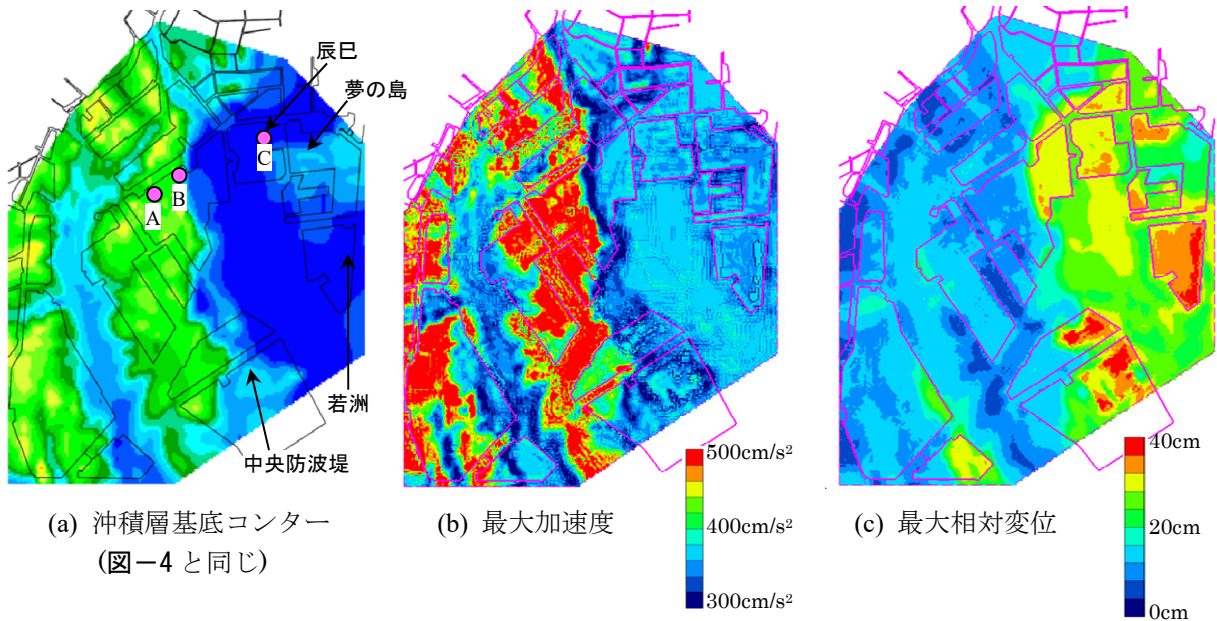 辰巳
夢の島
C
B
A
若洲
中央防波堤
500cm/s²
400cm/s²
300cm/s²
40cm
20cm
0cm
(a) 沖積層基底コンター
(図－4 と同じ)
(b) 最大加速度
(c) 最大相対変位